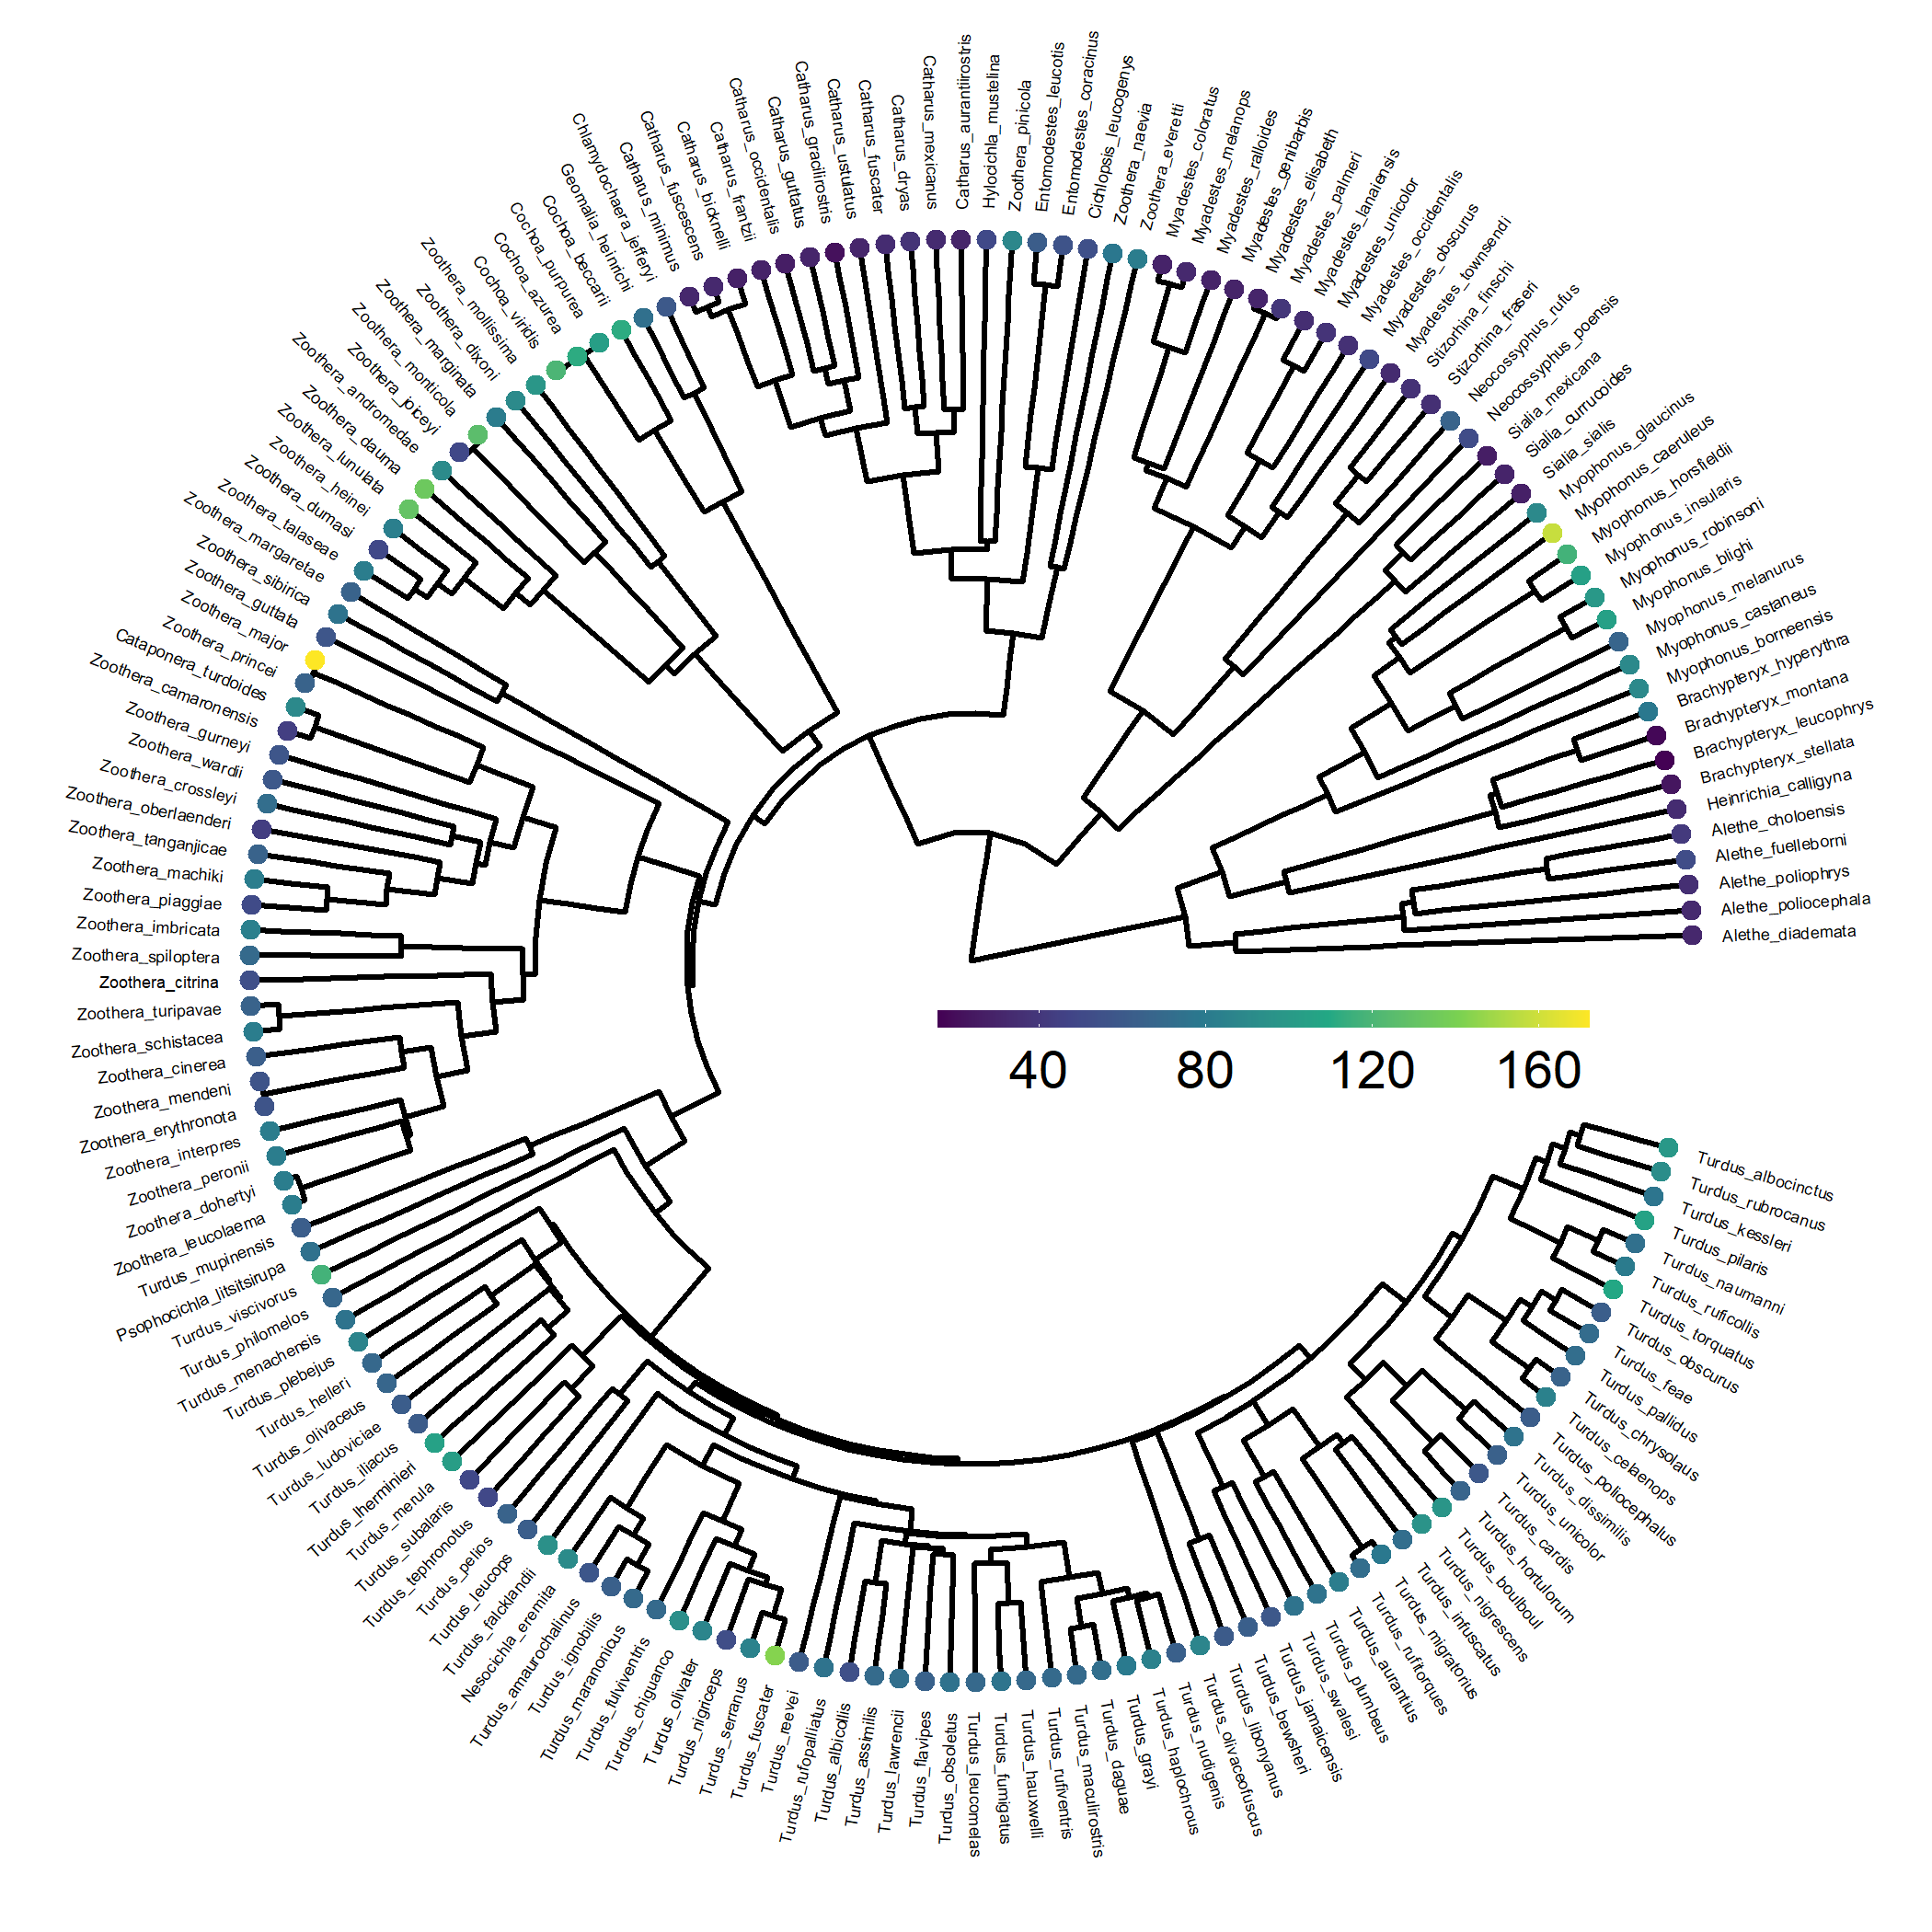 Alethe_diademata
Alethe_poliocephala
Alethe_poliophrys
Alethe_fuelleborni
Alethe_choloensis
Heinrichia_calligyna
Brachypteryx_stellata
Brachypteryx_leucophrys
Brachypteryx_montana
Brachypteryx_hyperythra
Myophonus_borneensis
Myophonus_castaneus
Myophonus_melanurus
Myophonus_blighi
Myophonus_robinsoni
Myophonus_insularis
Myophonus_horsfieldii
Myophonus_caeruleus
Myophonus_glaucinus
Sialia_sialis
Sialia_currucoides
Sialia_mexicana
Neocossyphus_poensis
Neocossyphus_rufus
Stizorhina_fraseri
Stizorhina_finschi
Myadestes_townsendi
Myadestes_obscurus
Myadestes_occidentalis
Myadestes_unicolor
Myadestes_lanaiensis
Myadestes_palmeri
Myadestes_elisabeth
Myadestes_genibarbis
Myadestes_ralloides
Myadestes_melanops
Myadestes_coloratus
Zoothera_everetti
Zoothera_naevia
Cichlopsis_leucogenys
Entomodestes_coracinus
Entomodestes_leucotis
Zoothera_pinicola
Hylocichla_mustelina
Catharus_aurantiirostris
Catharus_mexicanus
Catharus_dryas
Catharus_fuscater
Catharus_ustulatus
Catharus_gracilirostris
Catharus_guttatus
Catharus_occidentalis
Catharus_frantzii
Catharus_bicknelli
Catharus_fuscescens
Catharus_minimus
Chlamydochaera_jefferyi
Geomalia_heinrichi
Cochoa_beccarii
Cochoa_purpurea
Cochoa_azurea
Cochoa_viridis
Zoothera_mollissima
Zoothera_dixoni
Zoothera_marginata
Zoothera_monticola
Zoothera_joiceyi
Zoothera_andromedae
Zoothera_dauma
Zoothera_lunulata
Zoothera_heinei
Zoothera_dumasi
Zoothera_talaseae
Zoothera_margaretae
Zoothera_sibirica
Zoothera_guttata
Zoothera_major
Zoothera_princei
Cataponera_turdoides
Zoothera_camaronensis
Zoothera_gurneyi
Zoothera_wardii
Zoothera_crossleyi
Zoothera_oberlaenderi
Zoothera_tanganjicae
Zoothera_machiki
Zoothera_piaggiae
Zoothera_imbricata
Zoothera_spiloptera
Zoothera_citrina
Zoothera_turipavae
Zoothera_schistacea
Zoothera_cinerea
Zoothera_mendeni
Zoothera_erythronota
Zoothera_interpres
Zoothera_peronii
Zoothera_dohertyi
Zoothera_leucolaema
Turdus_mupinensis
Psophocichla_litsitsirupa
Turdus_viscivorus
Turdus_philomelos
Turdus_menachensis
Turdus_plebejus
Turdus_helleri
Turdus_olivaceus
Turdus_ludoviciae
Turdus_iliacus
Turdus_lherminieri
Turdus_merula
Turdus_subalaris
Turdus_tephronotus
Turdus_pelios
Turdus_leucops
Turdus_falcklandii
Nesocichla_eremita
Turdus_amaurochalinus
Turdus_ignobilis
Turdus_maranonicus
Turdus_fulviventris
Turdus_chiguanco
Turdus_olivater
Turdus_nigriceps
Turdus_serranus
Turdus_fuscater
Turdus_reevei
Turdus_rufopalliatus
Turdus_albicollis
Turdus_assimilis
Turdus_lawrencii
Turdus_flavipes
Turdus_obsoletus
Turdus_leucomelas
Turdus_fumigatus
Turdus_hauxwelli
Turdus_rufiventris
Turdus_maculirostris
Turdus_daguae
Turdus_grayi
Turdus_haplochrous
Turdus_nudigenis
Turdus_olivaceofuscus
Turdus_libonyanus
Turdus_bewsheri
Turdus_jamaicensis
Turdus_swalesi
Turdus_plumbeus
Turdus_aurantius
Turdus_rufitorques
Turdus_migratorius
Turdus_infuscatus
Turdus_nigrescens
Turdus_boulboul
Turdus_hortulorum
Turdus_cardis
Turdus_unicolor
Turdus_dissimilis
Turdus_poliocephalus
Turdus_celaenops
Turdus_chrysolaus
Turdus_pallidus
Turdus_feae
Turdus_obscurus
Turdus_torquatus
Turdus_ruficollis
Turdus_naumanni
Turdus_pilaris
Turdus_kessleri
Turdus_rubrocanus
Turdus_albocinctus
40 80 120 160